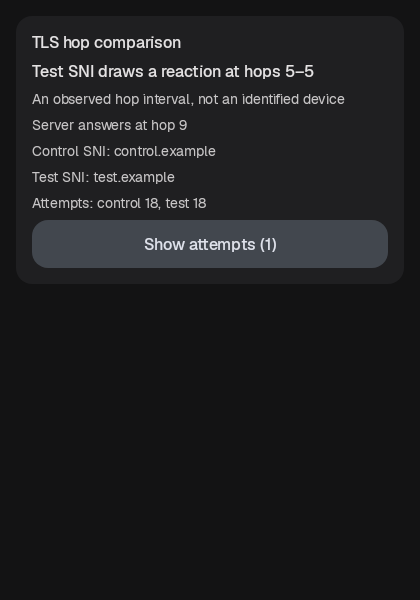 TLS hop comparison
Test SNI draws a reaction at hops 5–5
An observed hop interval, not an identified device
Server answers at hop 9
Control SNI: control.example
Test SNI: test.example
Attempts: control 18, test 18
Show attempts (1)